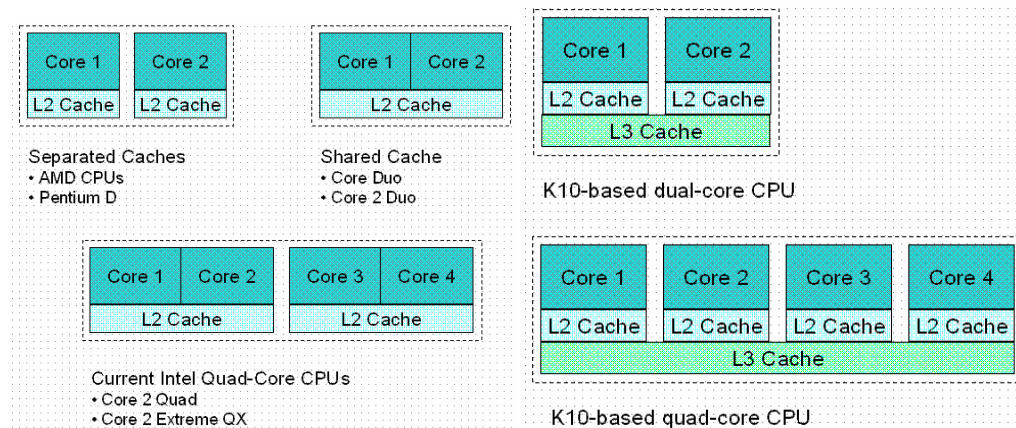 Core 1 Core 2
L2 Cache L2 Cache
Separated Caches
• AMD CPUs
• Pentium D
Core 1 Core 2
L2 Cache
Shared Cache
• Core Duo
• Core 2 Duo
Core 1 Core 2 Core 3 Core 4
L2 Cache L2 Cache
Current Intel Quad-Core CPUs
• Core 2 Quad
• Core 2 Extreme QX
Core 1 Core 2
L2 Cache L2 Cache
L3 Cache
K10-based dual-core CPU
Core 1 Core 2 Core 3 Core 4
L2 Cache L2 Cache L2 Cache L2 Cache
L3 Cache
K10-based quad-core CPU